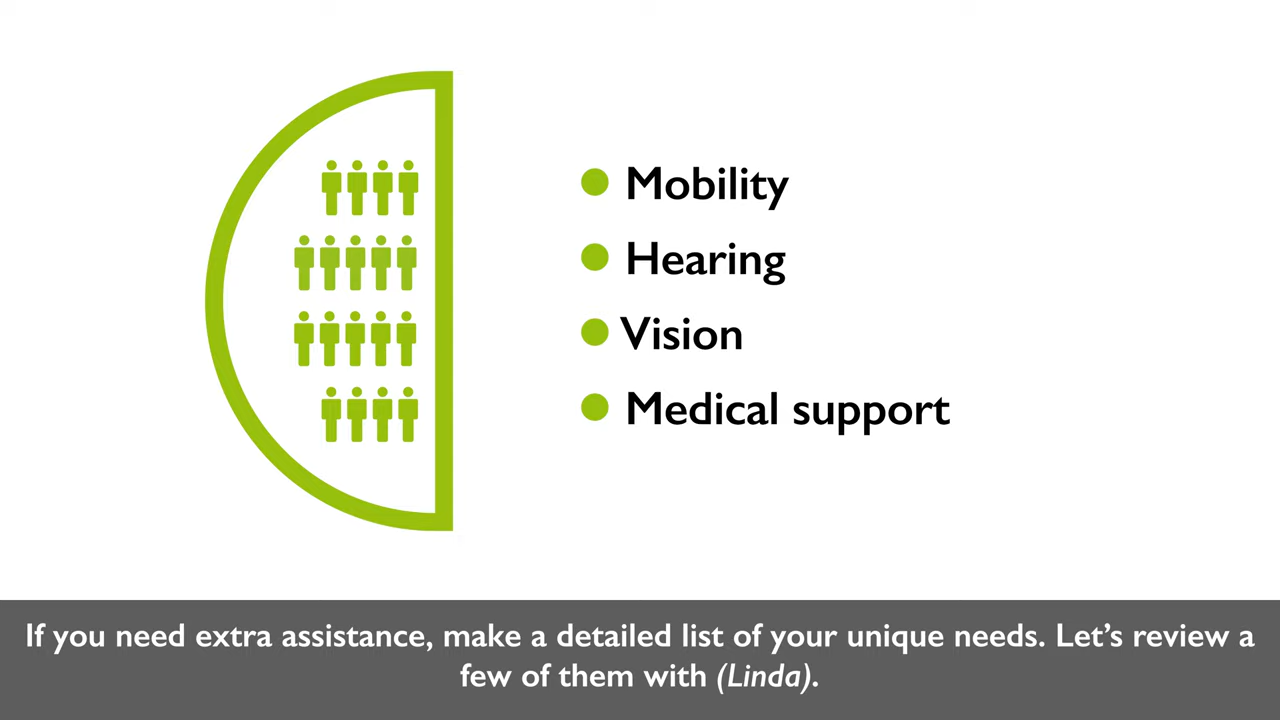 Mobility
Hearing
Vision
Medical support
If you need extra assistance, make a detailed list of your unique needs. Let’s review a
few of them with (Linda).